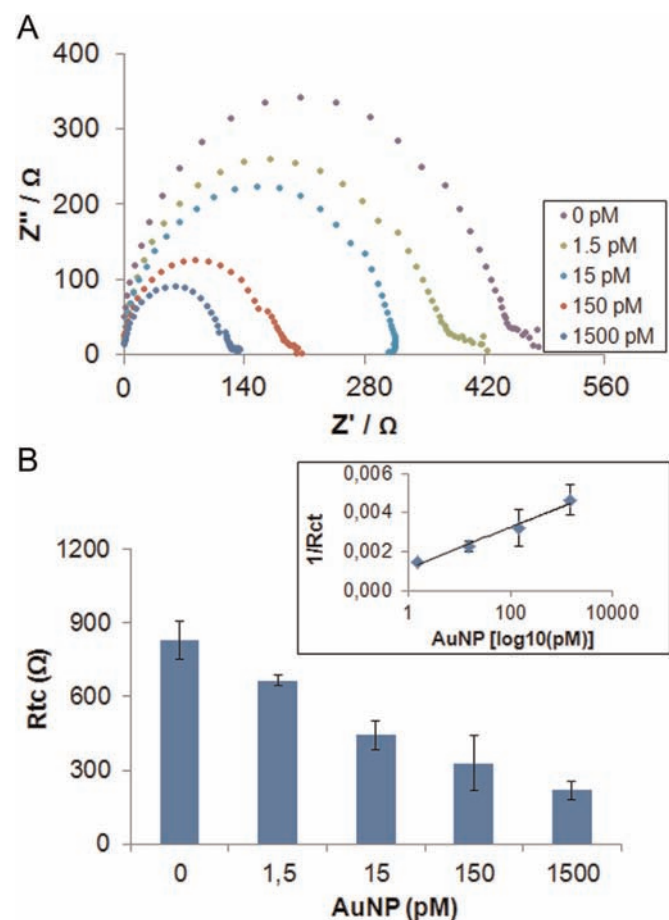 A
400
300
200
100
0
Z'' / Ω
0 pM
1.5 pM
15 pM
150 pM
1500 pM
0 140 280 420 560
Z' / Ω
B
0,006
0,004
0,002
0,000
1/Rct
1 100 10000
AuNP [log10(pM)]
1200
900
600
300
0
Rtc (Ω)
0 1,5 15 150 1500
AuNP (pM)